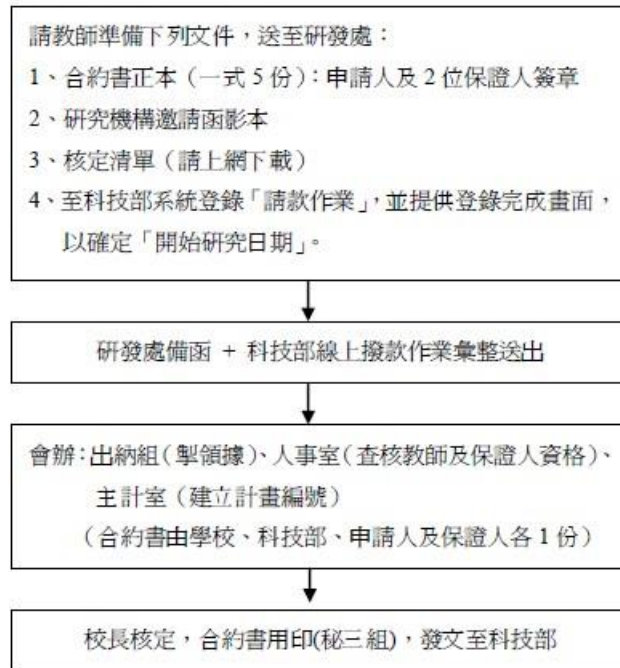 請教師準備下列文件，送至研發處：
1、合約書正本（一式 5 份）：申請人及 2 位保證人簽章
2、研究機構邀請函影本
3、核定清單（請上網下載）
4、至科技部系統登錄「請款作業」，並提供登錄完成畫面，
以確定「開始研究日期」。
研發處備函 + 科技部線上撥款作業彙整送出
會辦：出納組（掣領據）、人事室（查核教師及保證人資格）、
主計室（建立計畫編號）
（合約書由學校、科技部、申請人及保證人各 1 份）
校長核定，合約書用印(秘三組)，發文至科技部